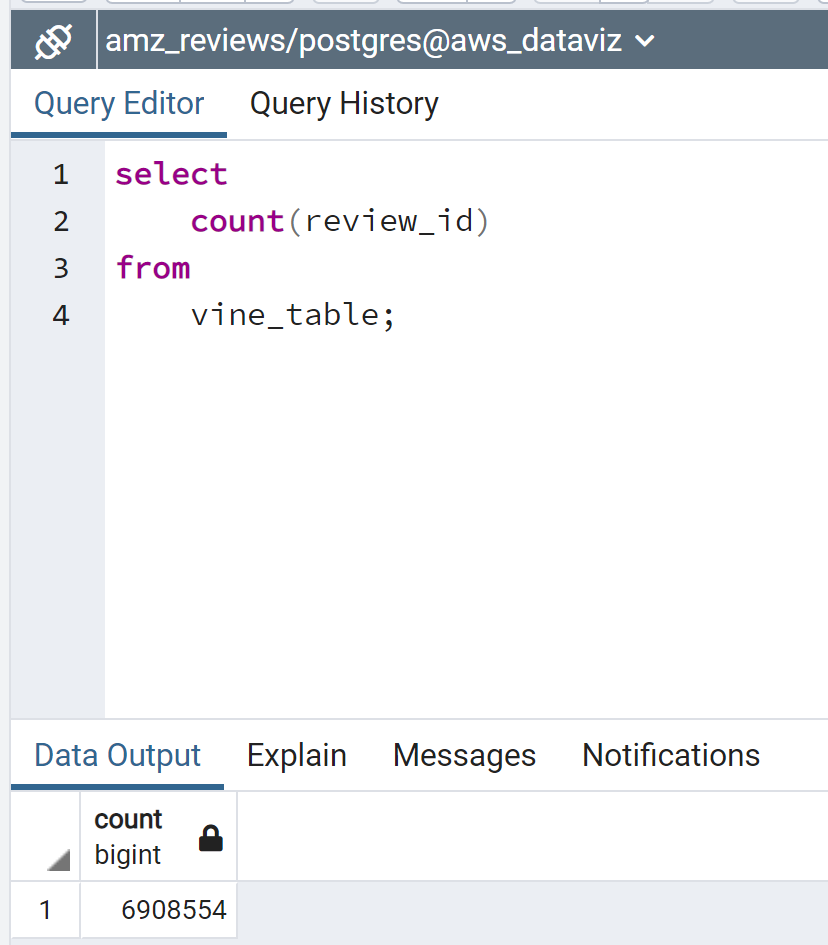 amz_reviews/postgres@aws_dataviz
Query Editor Query History
1 select
2 count(review_id)
3 from
4 vine_table;
Data Output Explain Messages Notifications
count
bigint
1 6908554